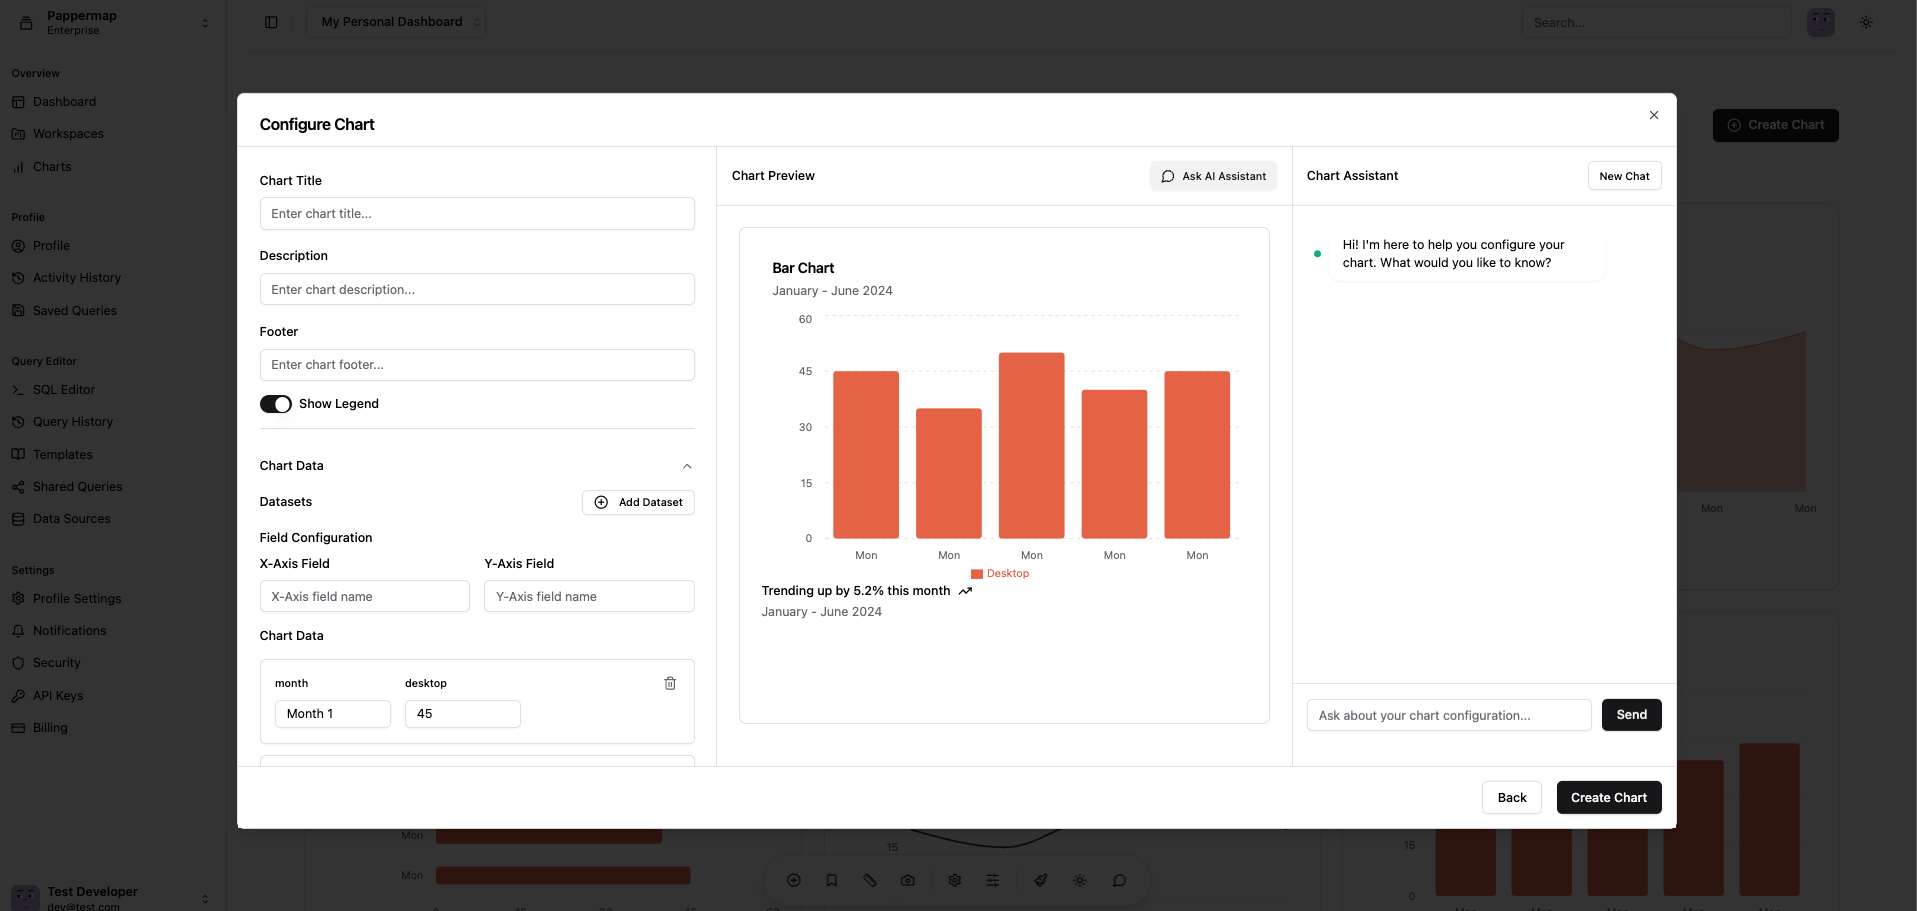 Pappermap
Enterprise
My Personal Dashboard
Search...
Overview
Dashboard
Workspaces
Charts
Profile
Profile
Activity History
Saved Queries
Query Editor
SQL Editor
Query History
Templates
Shared Queries
Data Sources
Settings
Profile Settings
Notifications
Security
API Keys
Billing
Test Developer
dev@test.com
Create Chart
Configure Chart
Chart Title
Enter chart title...
Description
Enter chart description...
Footer
Enter chart footer...
Show Legend
Chart Data
Datasets
Add Dataset
Field Configuration
X-Axis Field
Y-Axis Field
X-Axis field name
Y-Axis field name
Chart Data
month
desktop
Month 1
45
Chart Preview
Ask AI Assistant
Bar Chart
January - June 2024
60
45
30
15
0
Mon Mon Mon Mon Mon
Desktop
Trending up by 5.2% this month
January - June 2024
Chart Assistant
New Chat
Hi! I'm here to help you configure your
chart. What would you like to know?
Ask about your chart configuration...
Send
Back
Create Chart
Mon Mon
Mon
Mon
15
15
0